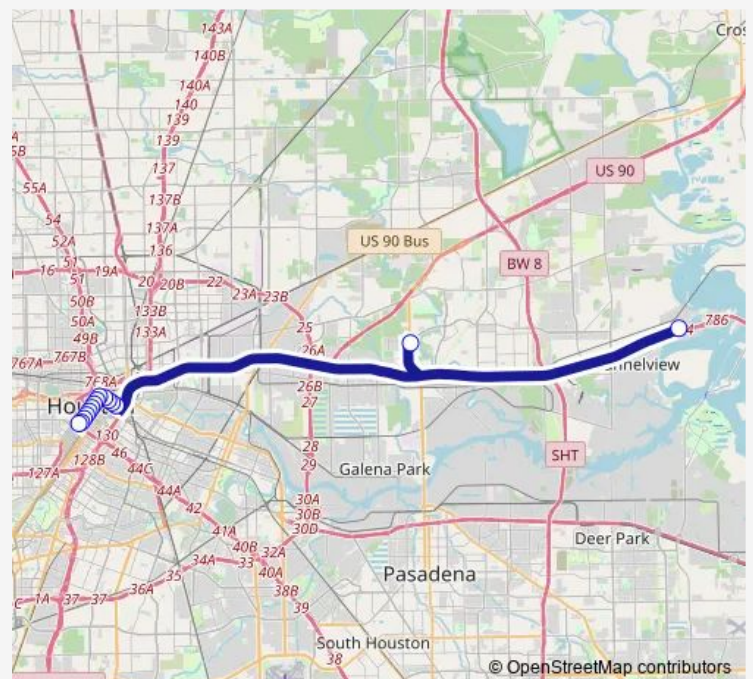 143A
140B
Cros
140A
140
139
139
5B
137
55A
US 90
54
137B
52A
137A
US 90 Bus
51
136
16
19A
BW 8
51
20
20B
22
23A
23B
50B
133B
25
50A
133A
786
49B
26A
767A
767B
768A
nnelview
26B
Ho
27
130
46
128B
28
SHT
127A
44C
29
Galena Park
44A
30A
42
30B
41A
30D
Deer Park
40B
32A
34A
33
35
40A
Pasadena
36A
38B
1A
37
37
39
South Houston
38
© OpenStreetMap contributors